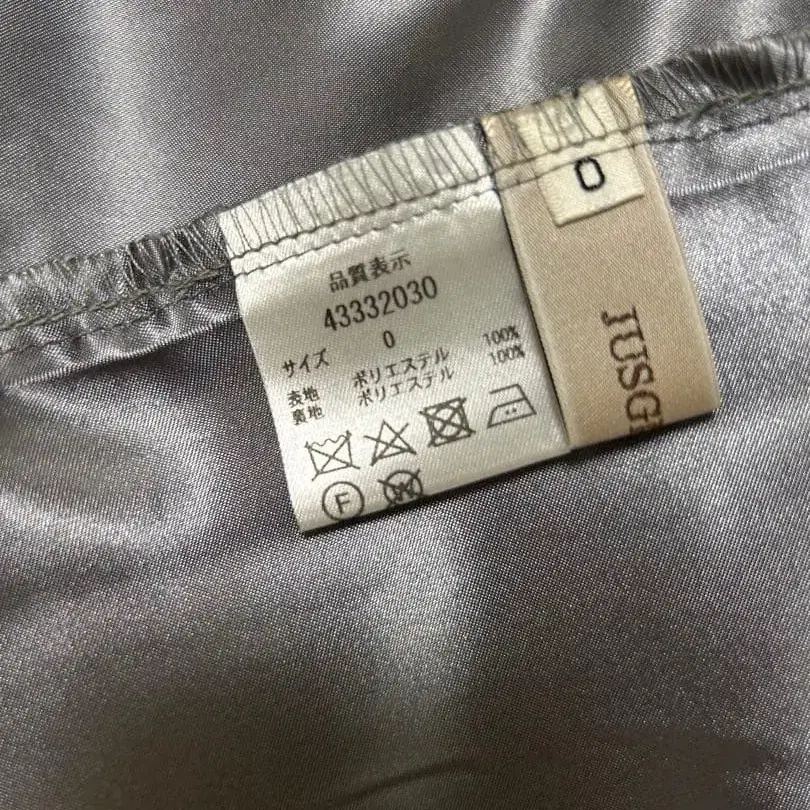 0
JUSGL
品質表示
43332030
サイズ 0
表地 ポリエステル 100%
裏地 ポリエステル 100%
F
W